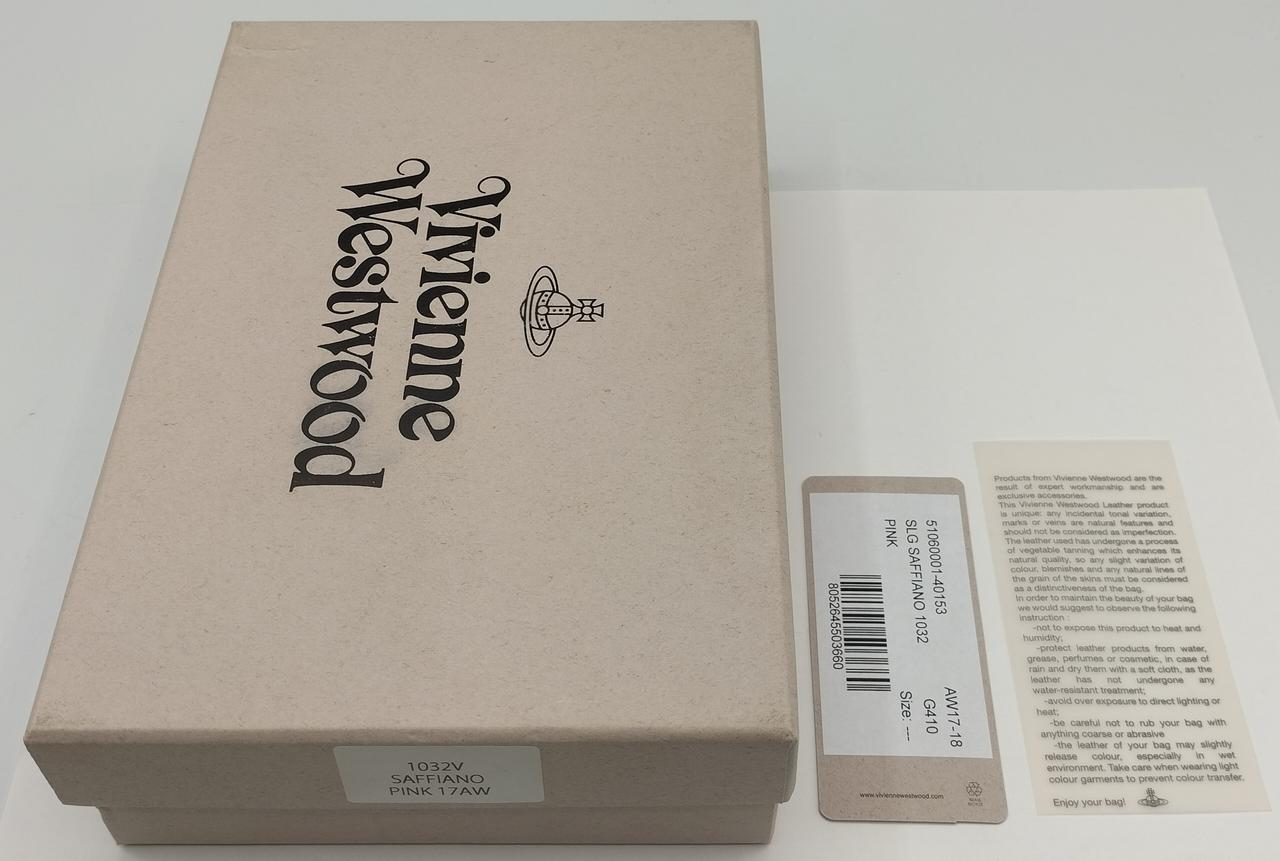 Vivienne
Westwood
1032V
SAFFIANO
PINK 17AW
51060001-40153
AW17-18
SLG SAFFIANO 1032
G410
PINK
Size: ---
8052645503660
www.viviennewestwood.com
Products from Vivienne Westwood are the
result of expert workmanship and are
exclusive accessories.
This Vivienne Westwood Leather product
is unique: any incidental tonal variation,
marks or veins are natural features and
should not be considered as imperfection.
The leather used has undergone a process
of vegetable tanning which enhances its
natural quality, so any slight variation of
colour, blemishes and any natural lines of
the grain of the skins must be considered
as a distinctiveness of the bag.
In order to maintain the beauty of your bag
we would suggest to observe the following
instruction :
-not to expose this product to heat and
humidity;
-protect leather products from water,
grease, perfumes or cosmetic, in case of
rain and dry them with a soft cloth, as the
leather has not undergone any
water-resistant treatment;
-avoid over exposure to direct lighting or
heat;
-be careful not to rub your bag with
anything coarse or abrasive
-the leather of your bag may slightly
release colour, especially in wet
environment. Take care when wearing light
colour garments to prevent colour transfer.
Enjoy your bag!